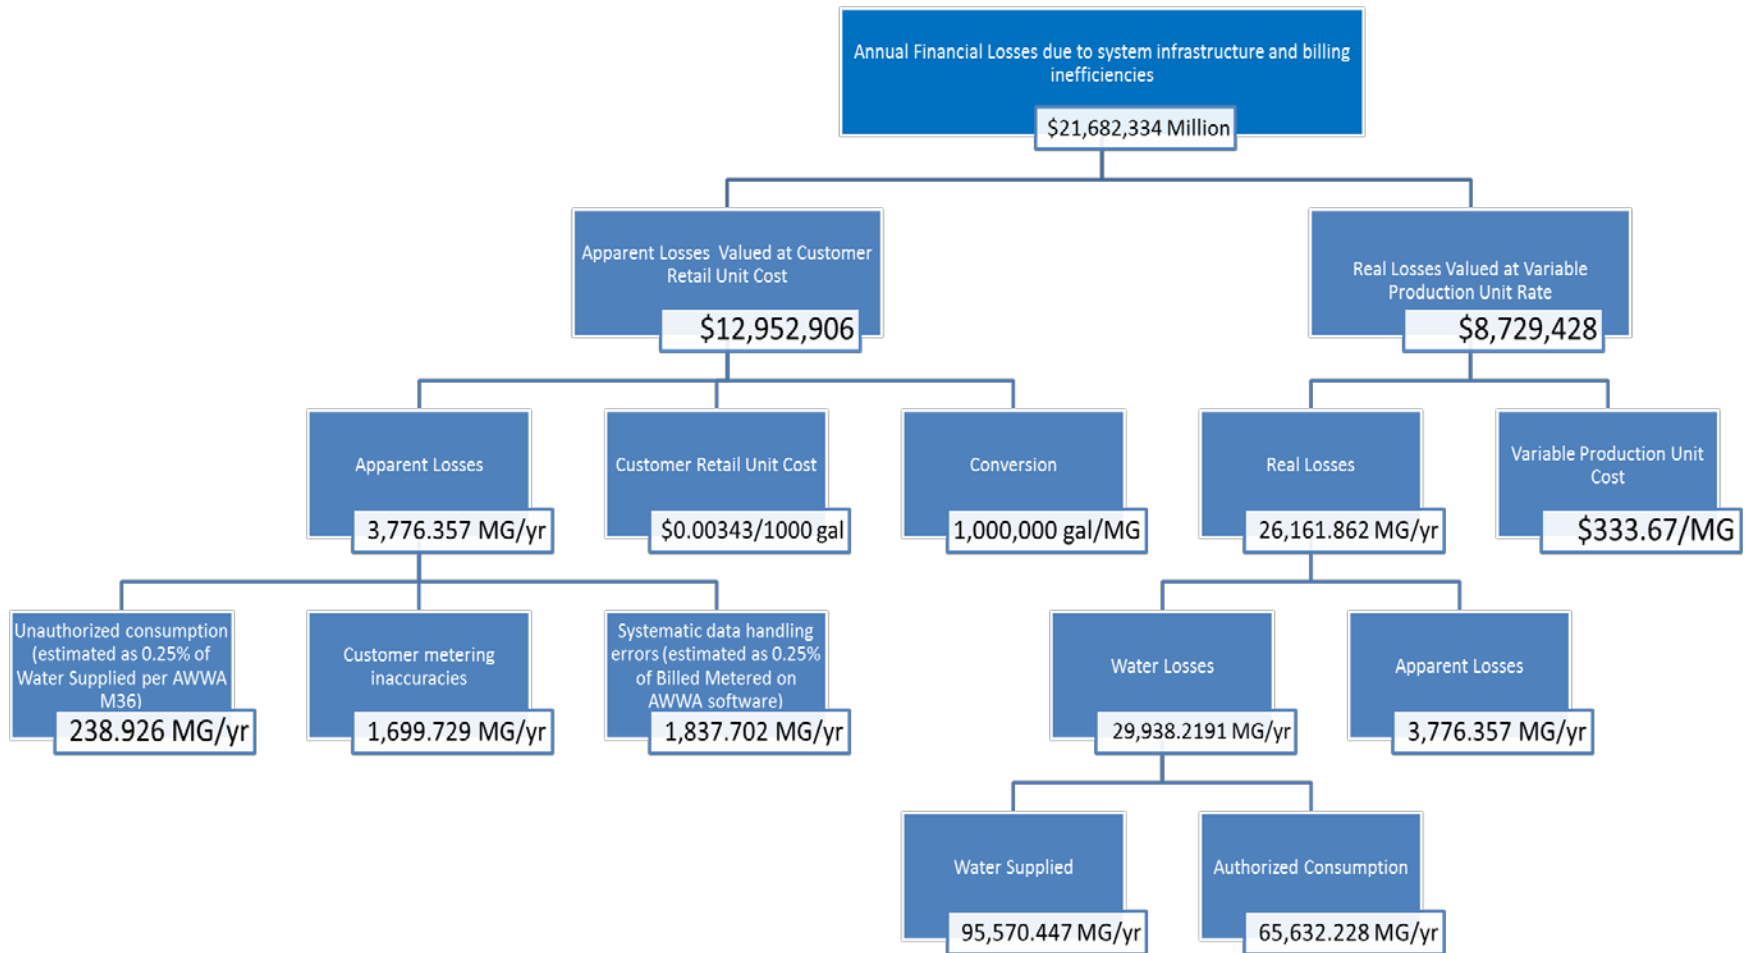 Annual Financial Losses due to system infrastructure and billing
inefficiencies
$21,682,334 Million
Apparent Losses  Valued at Customer
Retail Unit Cost
$12,952,906
Real Losses Valued at Variable
Production Unit Rate
$8,729,428
Apparent Losses
3,776.357 MG/yr
Customer Retail Unit Cost
$0.00343/1000 gal
Conversion
1,000,000 gal/MG
Real Losses
26,161.862 MG/yr
Variable Production Unit
Cost
$333.67/MG
Unauthorized consumption
(estimated as 0.25% of
Water Supplied per AWWA
M36)
238.926 MG/yr
Customer metering
inaccuracies
1,699.729 MG/yr
Systematic data handling
errors (estimated as 0.25%
of Billed Metered on
AWWA software)
1,837.702 MG/yr
Water Losses
29,938.2191 MG/yr
Apparent Losses
3,776.357 MG/yr
Water Supplied
95,570.447 MG/yr
Authorized Consumption
65,632.228 MG/yr